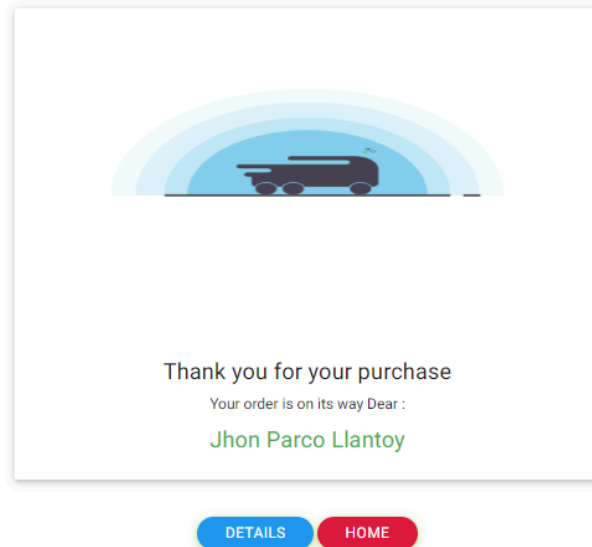 Thank you for your purchase
Your order is on its way Dear :
Jhon Parco Llantoy
DETAILS
HOME